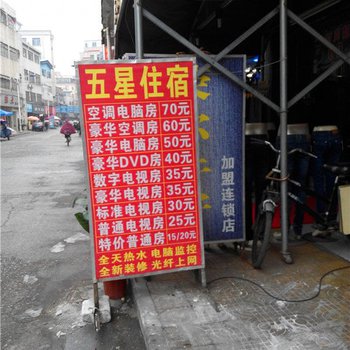 五星住宿
空调电脑房 70元
豪华空调房 60元
豪华电脑房 50元
豪华DVD房 40元
数字电视房 35元
豪华电视房 35元
标准电视房 30元
普通电视房 25元
特价普通房 15/20元
全天热水 电脑监控
全新装修 光纤上网
加盟连锁店